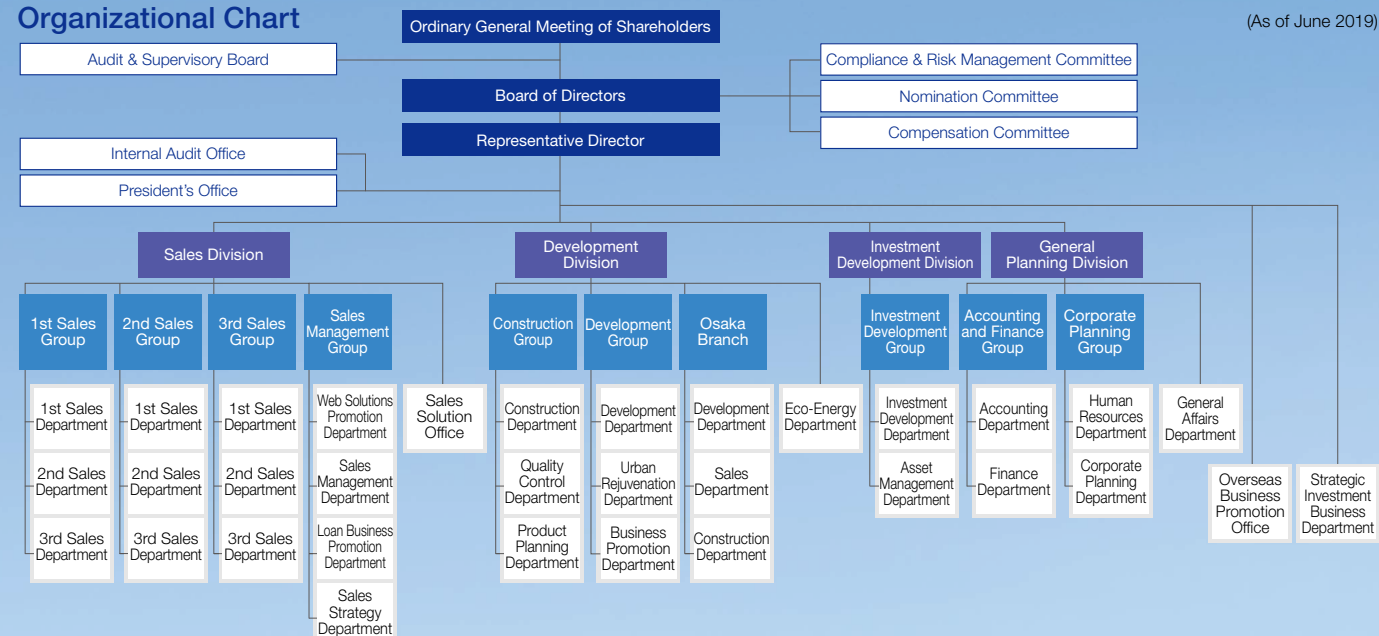 Organizational Chart
(As of June 2019)
Ordinary General Meeting of Shareholders
Audit & Supervisory Board
Compliance & Risk Management Committee
Board of Directors
Nomination Committee
Representative Director
Compensation Committee
Internal Audit Office
President’s Office
Sales Division
Development
Division
Investment
Development Division
General
Planning Division
1st Sales
Group
2nd Sales
Group
3rd Sales
Group
Sales
Management
Group
Construction
Group
Development
Group
Osaka
Branch
Investment
Development
Group
Accounting
and Finance
Group
Corporate
Planning
Group
1st Sales
Department
2nd Sales
Department
3rd Sales
Department
1st Sales
Department
2nd Sales
Department
3rd Sales
Department
1st Sales
Department
2nd Sales
Department
3rd Sales
Department
Web Solutions
Promotion
Department
Sales
Management
Department
Loan Business
Promotion
Department
Sales
Strategy
Department
Sales
Solution
Office
Construction
Department
Quality
Control
Department
Product
Planning
Department
Development
Department
Urban
Rejuvenation
Department
Business
Promotion
Department
Development
Department
Sales
Department
Construction
Department
Eco-Energy
Department
Investment
Development
Department
Asset
Management
Department
Accounting
Department
Finance
Department
Human
Resources
Department
Corporate
Planning
Department
General
Affairs
Department
Overseas
Business
Promotion
Office
Strategic
Investment
Business
Department